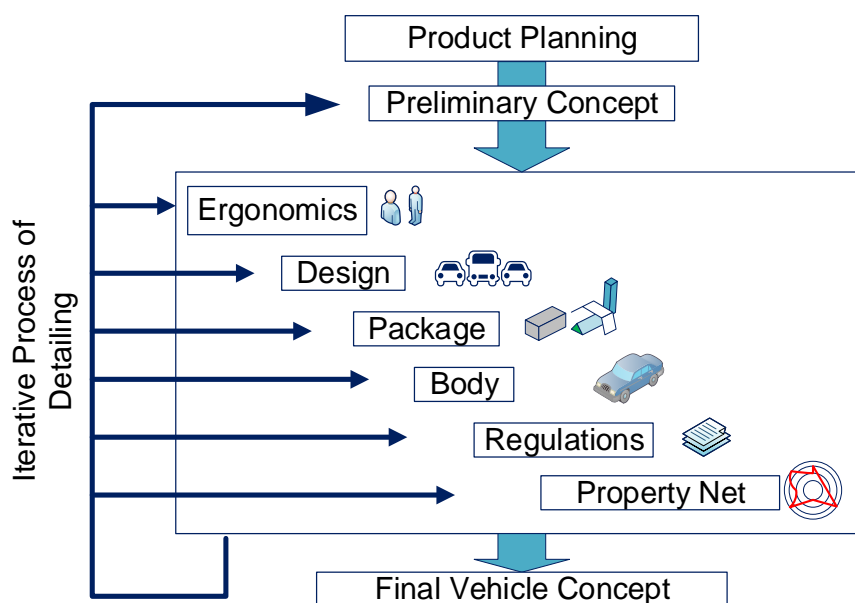 Product Planning
Preliminary Concept
Iterative Process of
Detailing
Ergonomics
Design
Package
Body
Regulations
Property Net
Final Vehicle Concept